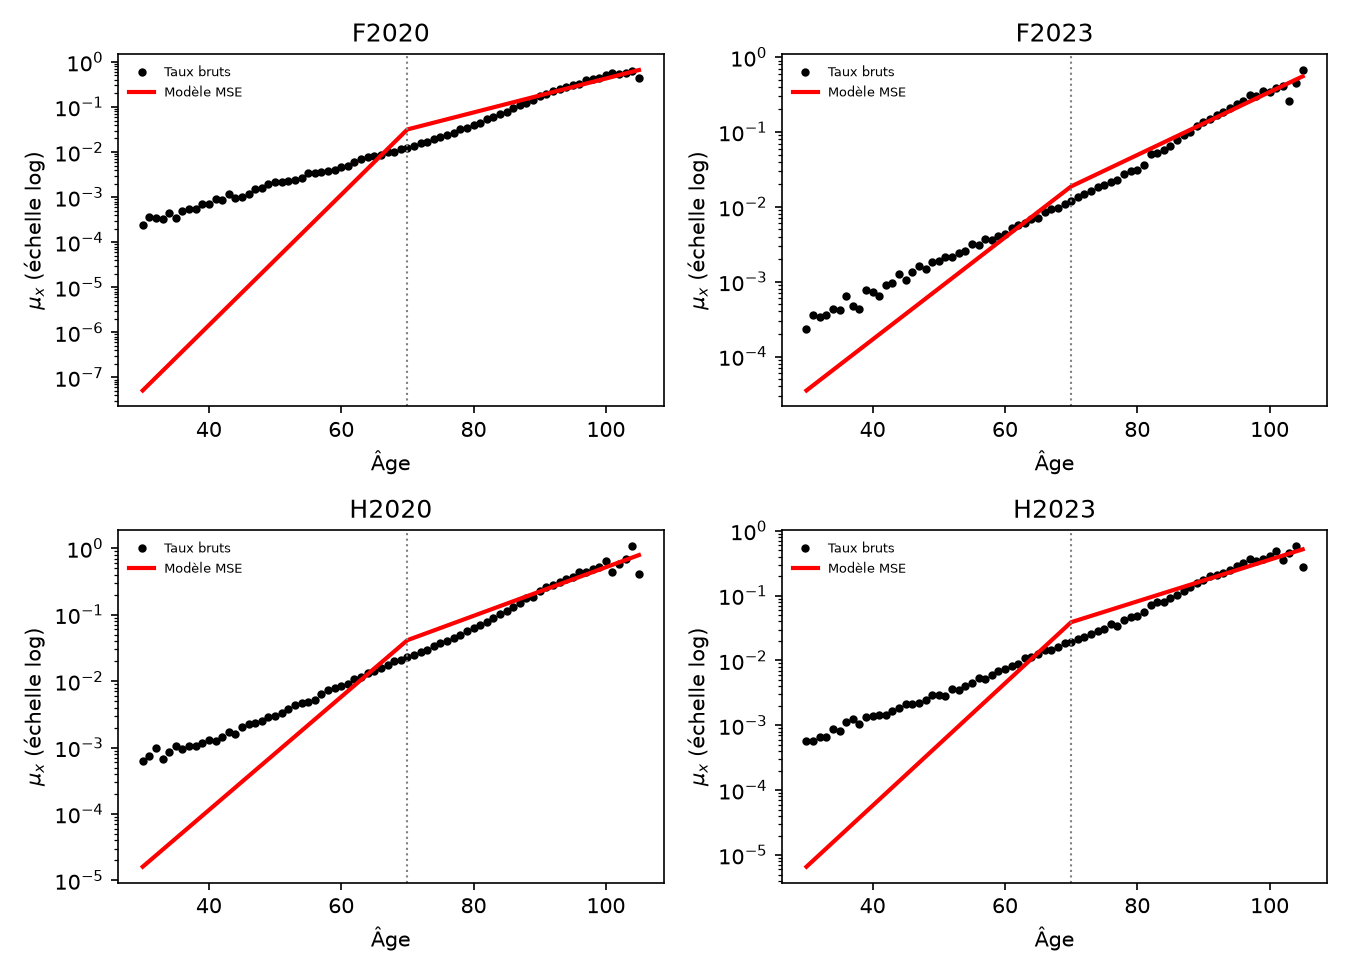 F2020
10^0
10^-1
10^-2
10^-3
10^-4
10^-5
10^-6
10^-7
μ_x (échelle log)
Taux bruts
Modèle MSE
40 60 80 100
Âge
F2023
10^0
10^-1
10^-2
10^-3
10^-4
μ_x (échelle log)
Taux bruts
Modèle MSE
40 60 80 100
Âge
H2020
10^0
10^-1
10^-2
10^-3
10^-4
10^-5
μ_x (échelle log)
Taux bruts
Modèle MSE
40 60 80 100
Âge
H2023
10^0
10^-1
10^-2
10^-3
10^-4
10^-5
μ_x (échelle log)
Taux bruts
Modèle MSE
40 60 80 100
Âge